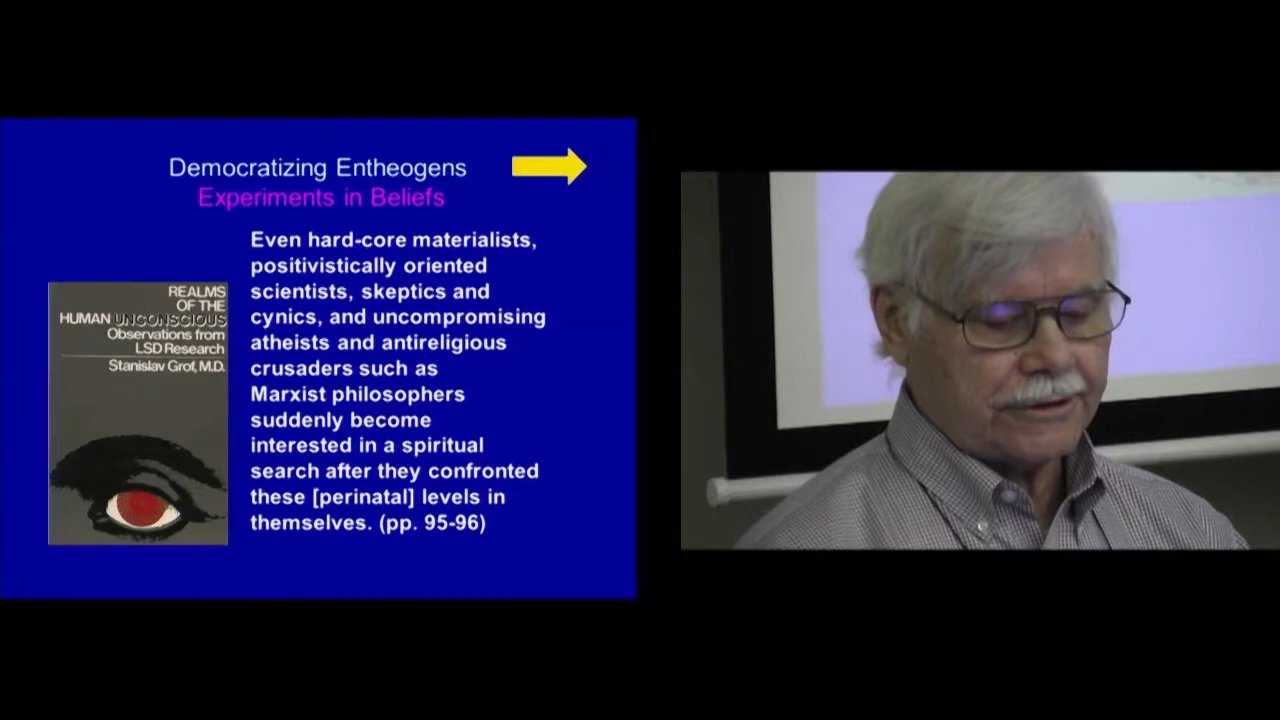 Democratizing Entheogens
Experiments in Beliefs
REALMS
OF THE
HUMAN UNCONSCIOUS
Observations from
LSD Research
Stanislav Grof, M.D.
Even hard-core materialists,
positivistically oriented
scientists, skeptics and
cynics, and uncompromising
atheists and antireligious
crusaders such as
Marxist philosophers
suddenly become
interested in a spiritual
search after they confronted
these [perinatal] levels in
themselves. (pp. 95-96)